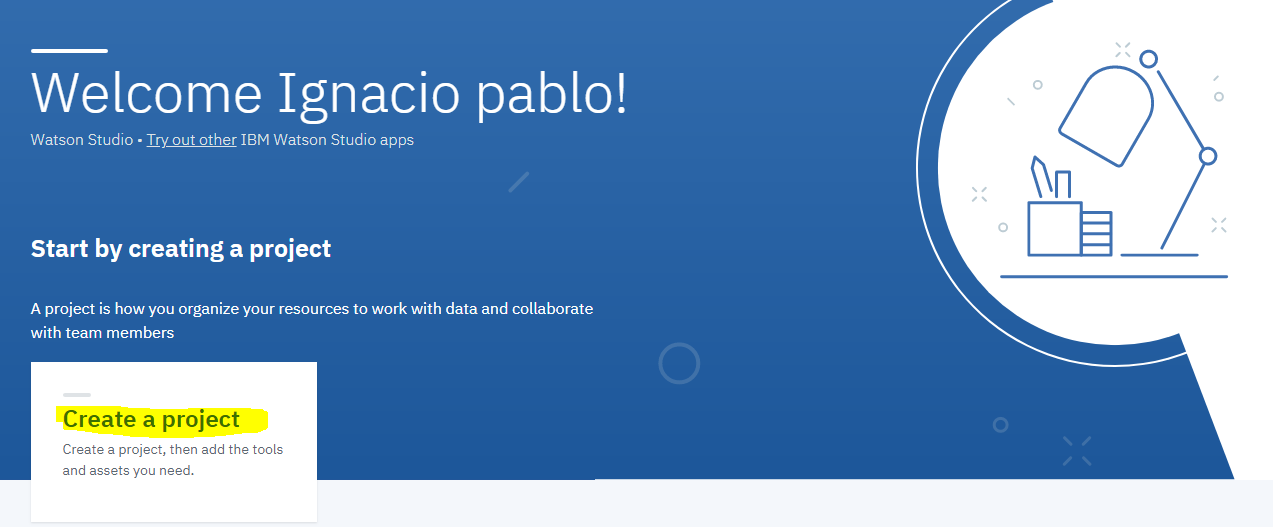 Welcome Ignacio pablo!
Watson Studio • Try out other IBM Watson Studio apps
Start by creating a project
A project is how you organize your resources to work with data and collaborate
with team members
Create a project
Create a project, then add the tools
and assets you need.